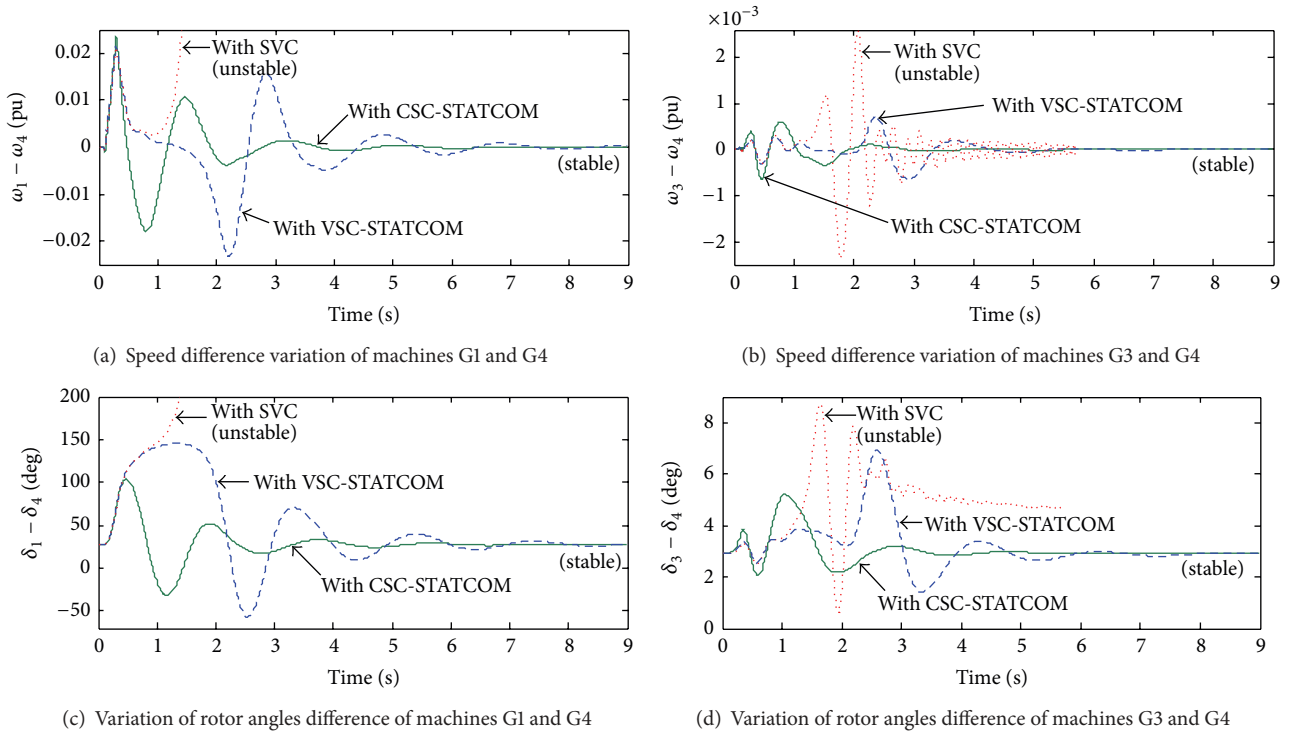 0.02
0.01
0
−0.01
−0.02
ω1 − ω4 (pu)
With SVC
(unstable)
With CSC-STATCOM
(stable)
With VSC-STATCOM
0 1 2 3 4 5 6 7 8 9
Time (s)
(a) Speed difference variation of machines G1 and G4
×10−3
2
1
0
−1
−2
ω3 − ω4 (pu)
With SVC
(unstable)
With VSC-STATCOM
(stable)
With CSC-STATCOM
0 1 2 3 4 5 6 7 8 9
Time (s)
(b) Speed difference variation of machines G3 and G4
200
150
100
50
0
−50
δ1 − δ4 (deg)
With SVC
(unstable)
With VSC-STATCOM
(stable)
With CSC-STATCOM
0 1 2 3 4 5 6 7 8 9
Time (s)
(c) Variation of rotor angles difference of machines G1 and G4
8
6
4
2
0
δ3 − δ4 (deg)
With SVC
(unstable)
With VSC-STATCOM
(stable)
With CSC-STATCOM
0 1 2 3 4 5 6 7 8 9
Time (s)
(d) Variation of rotor angles difference of machines G3 and G4